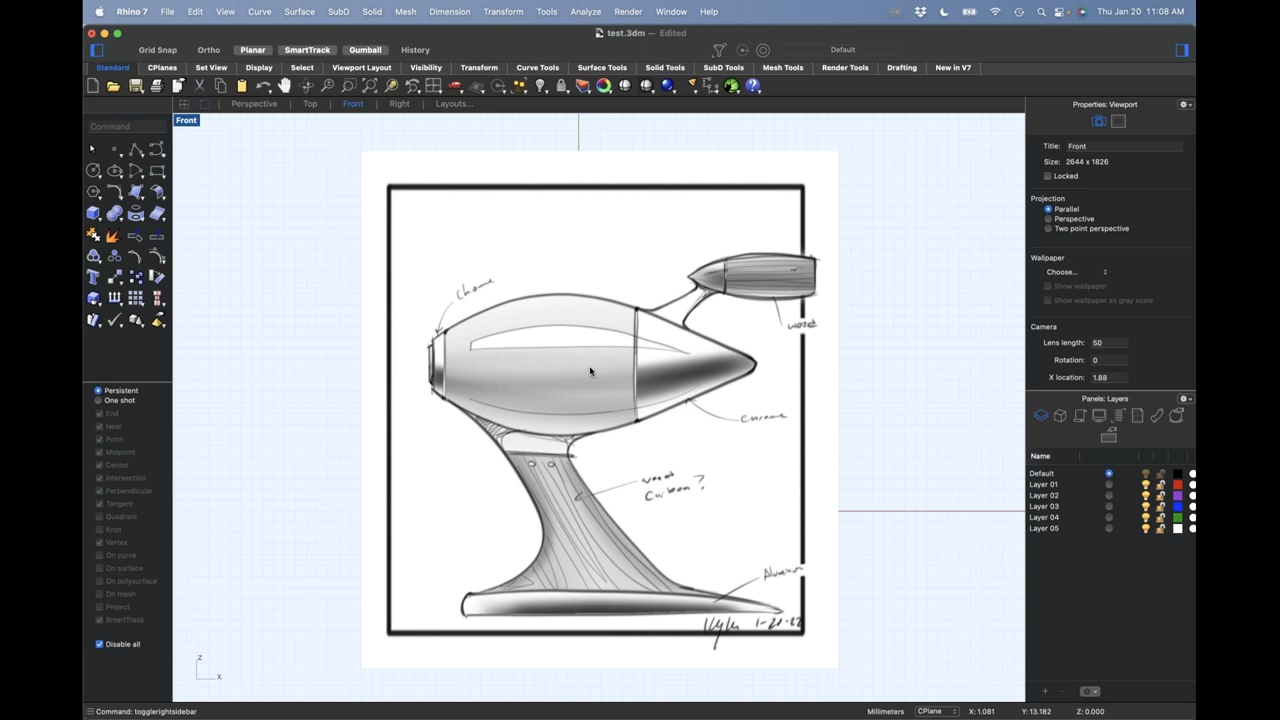 Rhino 7 File Edit View Curve Surface SubD Solid Mesh Dimension Transform Tools Analyze Render Window Help Thu Jan 20 11:08 AM
test.3dm — Edited
Grid Snap Ortho Planar SmartTrack Gumball History Default
Standard CPlanes Set View Display Select Viewport Layout Visibility Transform Curve Tools Surface Tools Solid Tools SubD Tools Mesh Tools Render Tools Drafting New in V7
Perspective Top Front Right Layouts...
Front
Command
Persistent
One shot
End
Near
Point
Midpoint
Center
Intersection
Perpendicular
Tangent
Quadrant
Knot
Vertex
On curve
On surface
On polysurface
On mesh
Project
SmartTrack
Disable all
Chrome
wood
Chrome
wood
Carbon?
Aluminum
Kyle 1-20-22
z
x
Properties: Viewport
Title: Front
Size: 2644 x 1826
Locked
Projection
Parallel
Perspective
Two point perspective
Wallpaper
Choose...
Show wallpaper
Show wallpaper as gray scale
Camera
Lens length: 50
Rotation: 0
X location: 1.88
Panels: Layers
Name
Default
Layer 01
Layer 02
Layer 03
Layer 04
Layer 05
Command: togglerightsidebar
Millimeters CPlane X: 1.081 Y: 13.182 Z: 0.000